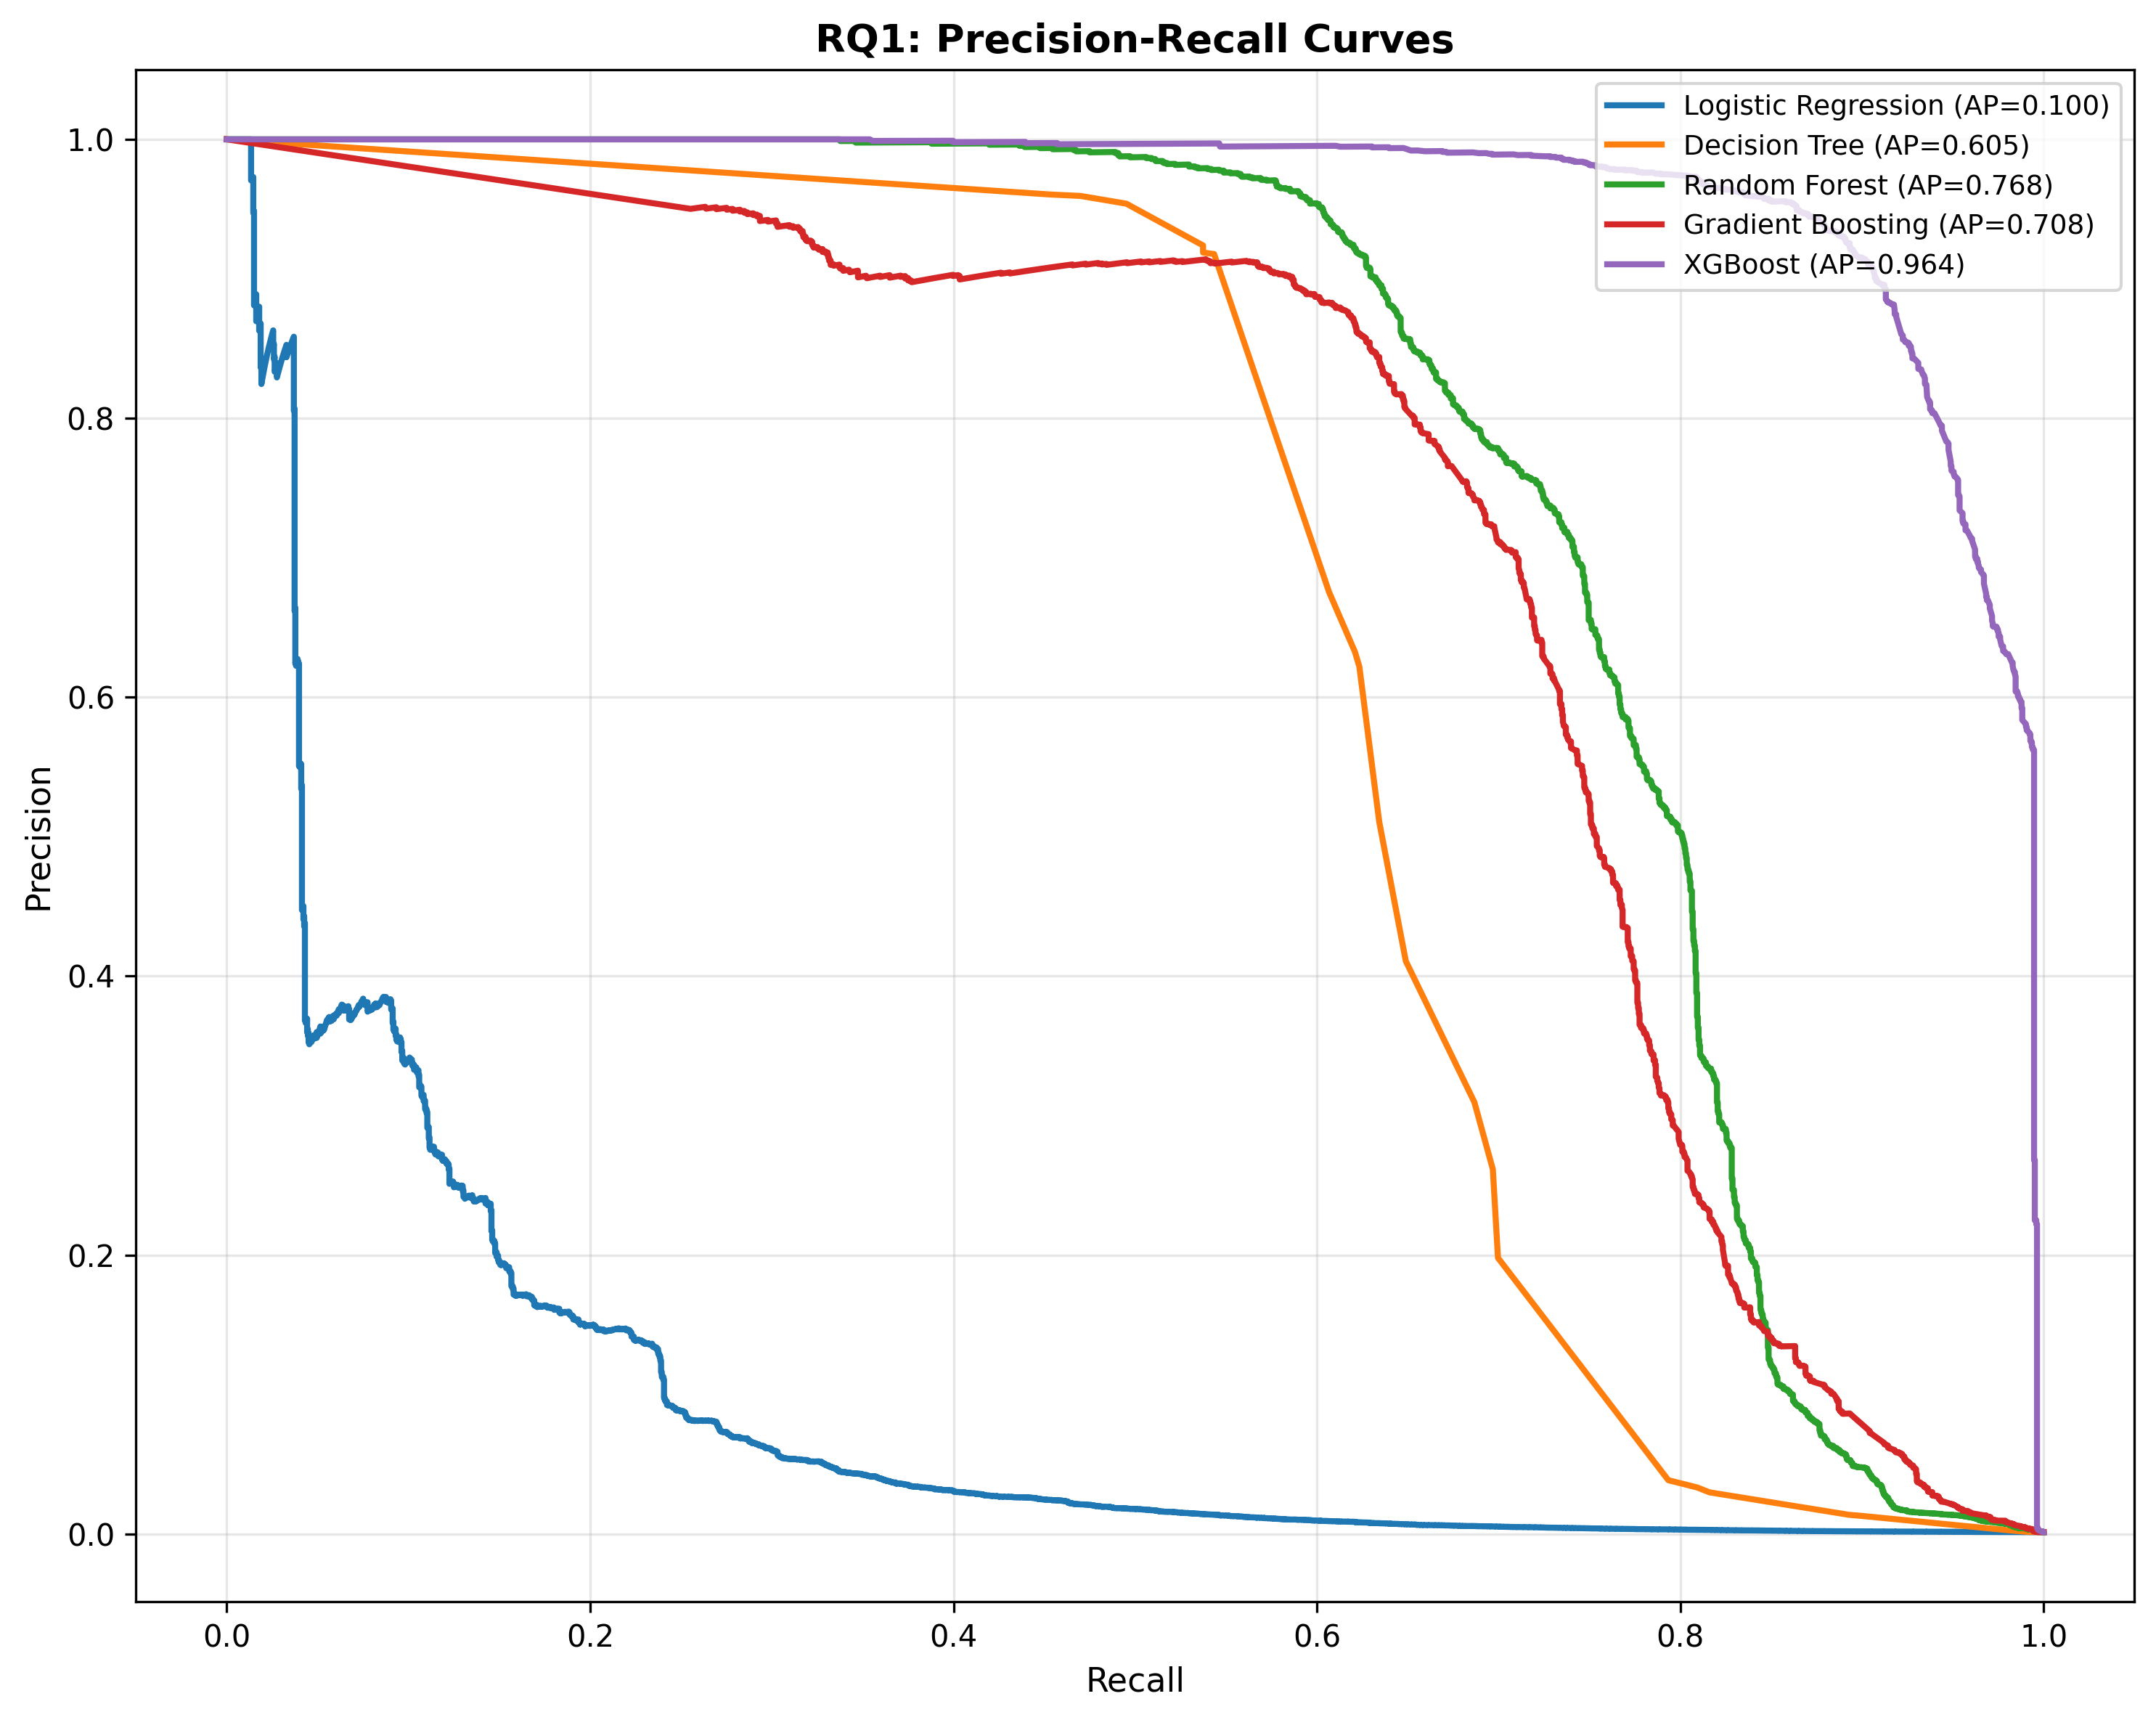 RQ1: Precision-Recall Curves
Logistic Regression (AP=0.100)
Decision Tree (AP=0.605)
Random Forest (AP=0.768)
Gradient Boosting (AP=0.708)
XGBoost (AP=0.964)
Precision
1.0
0.8
0.6
0.4
0.2
0.0
0.0 0.2 0.4 0.6 0.8 1.0
Recall